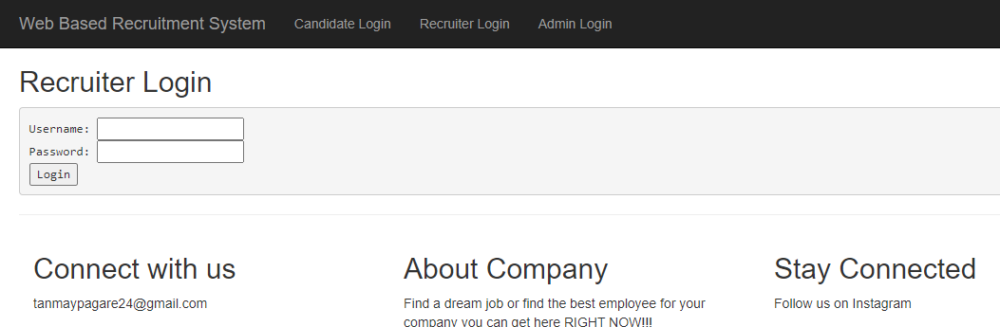 Web Based Recruitment System Candidate Login Recruiter Login Admin Login
Recruiter Login
Username:
Password:
Login
Connect with us
tanmaypagare24@gmail.com
About Company
Find a dream job or find the best employee for your
company you can get here RIGHT NOW!!!
Stay Connected
Follow us on Instagram